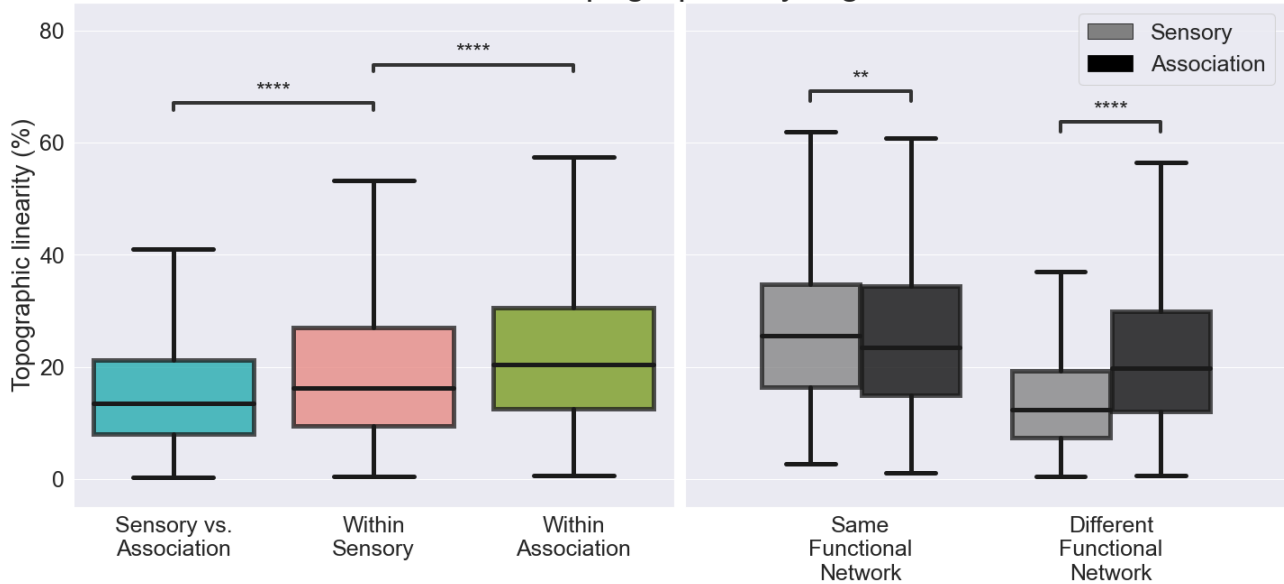 Topographic linearity (%)
80
60
40
20
0
****
****
**
****
Sensory
Association
Sensory vs.
Association
Within
Sensory
Within
Association
Same
Functional
Network
Different
Functional
Network